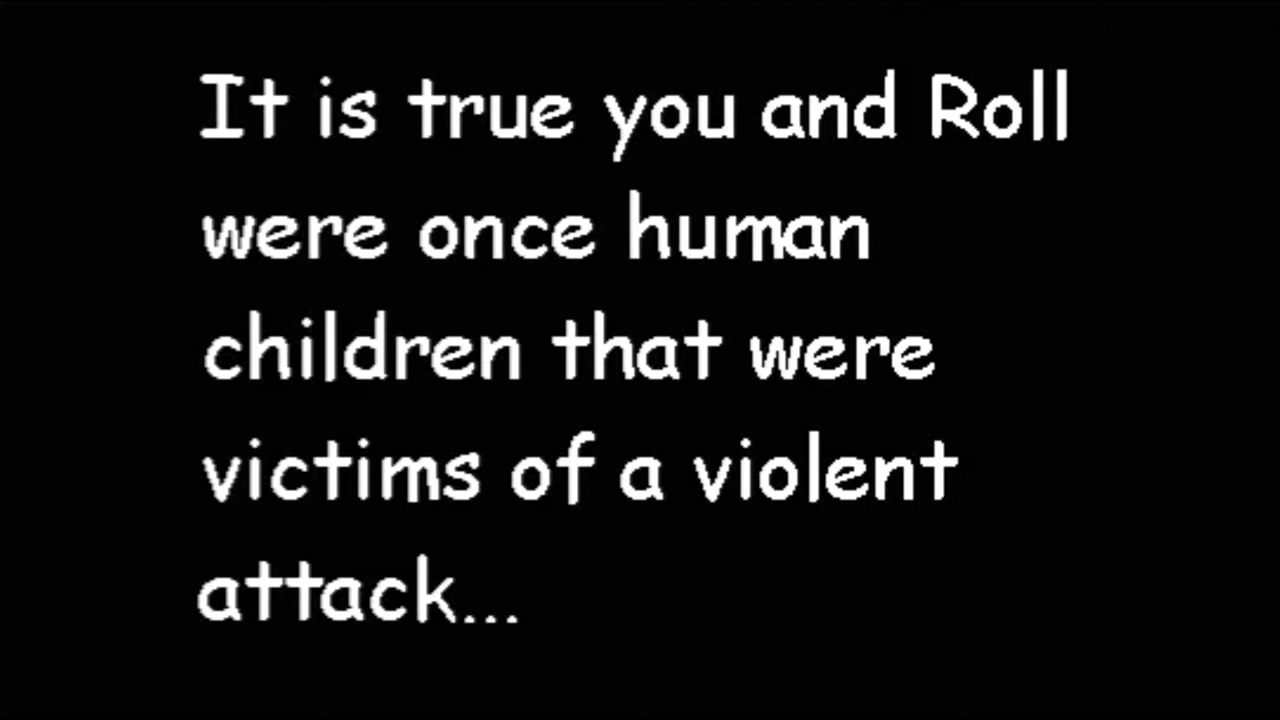 It is true you and Roll
were once human
children that were
victims of a violent
attack...